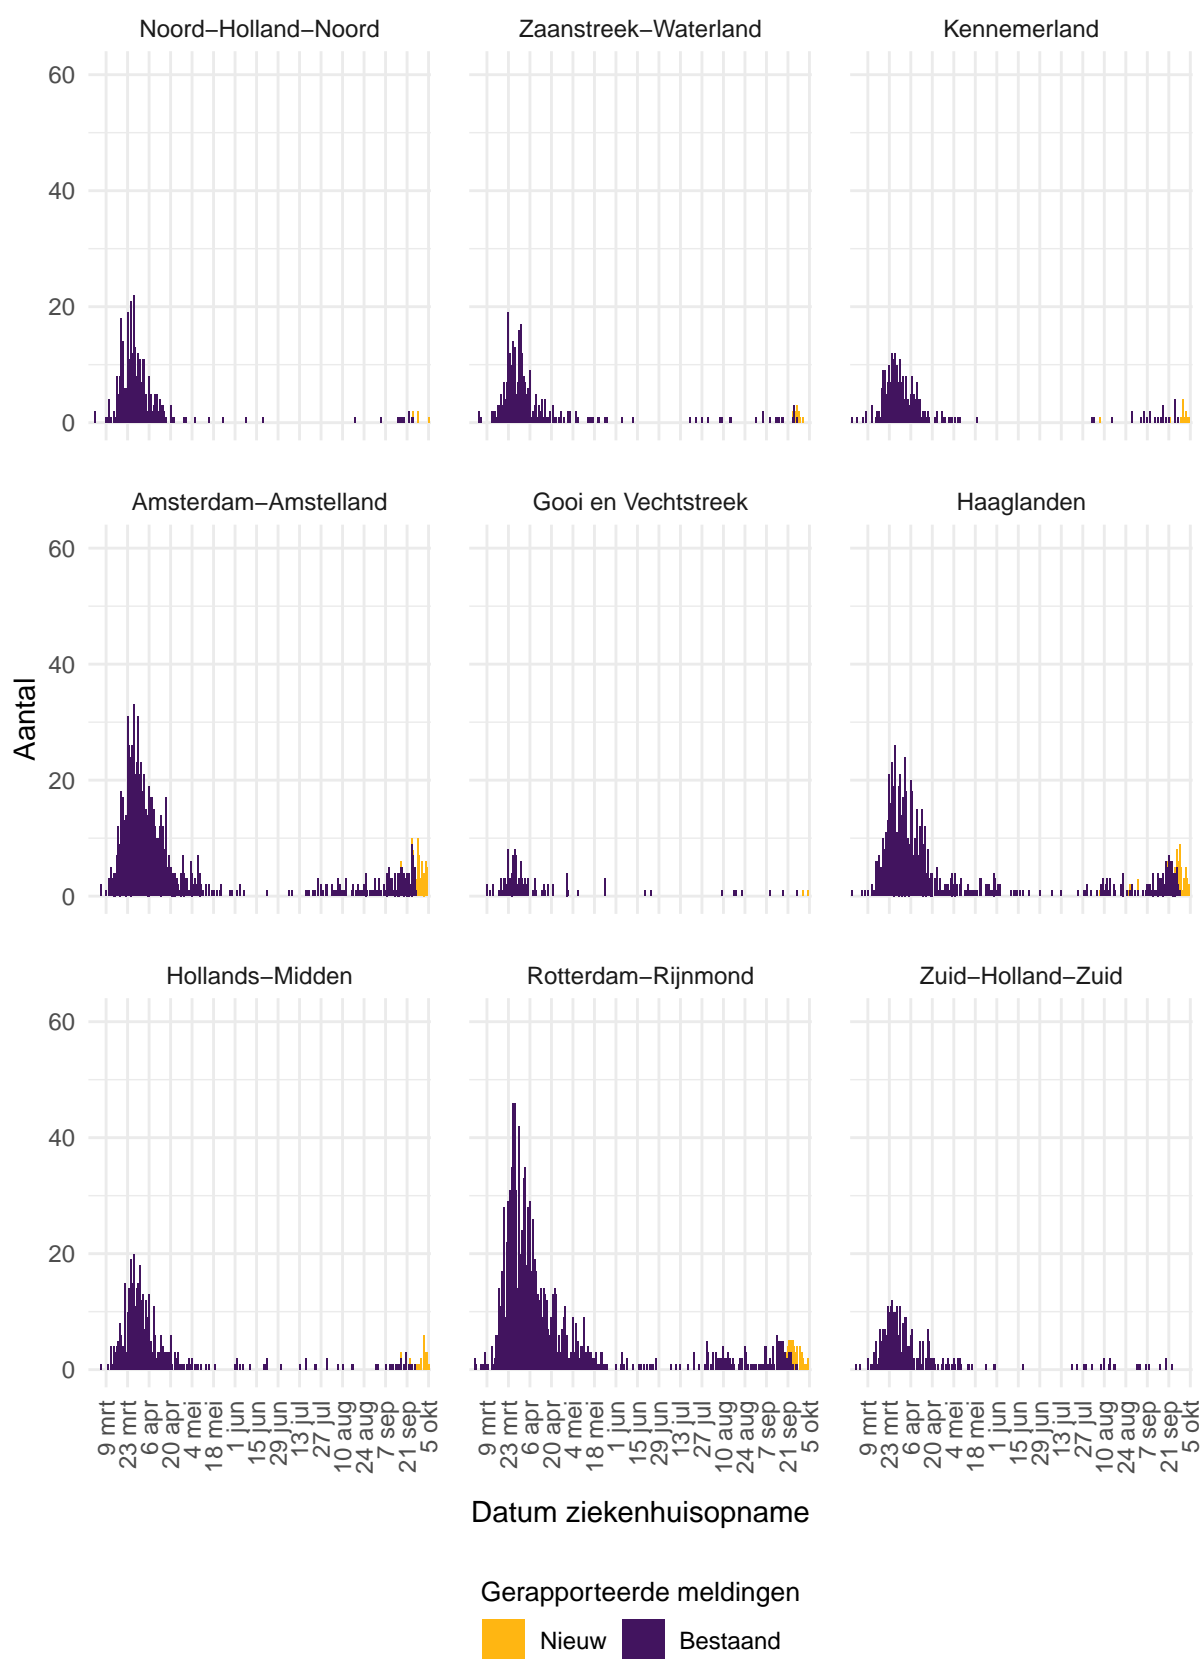 Noord−Holland−Noord Zaanstreek−Waterland Kennemerland
60
40
20
0
Amsterdam−Amstelland Gooi en Vechtstreek Haaglanden
60
40
20
0
Aantal
Hollands−Midden Rotterdam−Rijnmond Zuid−Holland−Zuid
60
40
20
0
9 mrt 23 mrt 6 apr 20 apr 4 mei 18 mei 1 jun 15 jun 29 jun 13 jul 27 jul 10 aug 24 aug 7 sep 21 sep 5 okt
9 mrt 23 mrt 6 apr 20 apr 4 mei 18 mei 1 jun 15 jun 29 jun 13 jul 27 jul 10 aug 24 aug 7 sep 21 sep 5 okt
9 mrt 23 mrt 6 apr 20 apr 4 mei 18 mei 1 jun 15 jun 29 jun 13 jul 27 jul 10 aug 24 aug 7 sep 21 sep 5 okt
Datum ziekenhuisopname
Gerapporteerde meldingen
Nieuw Bestaand